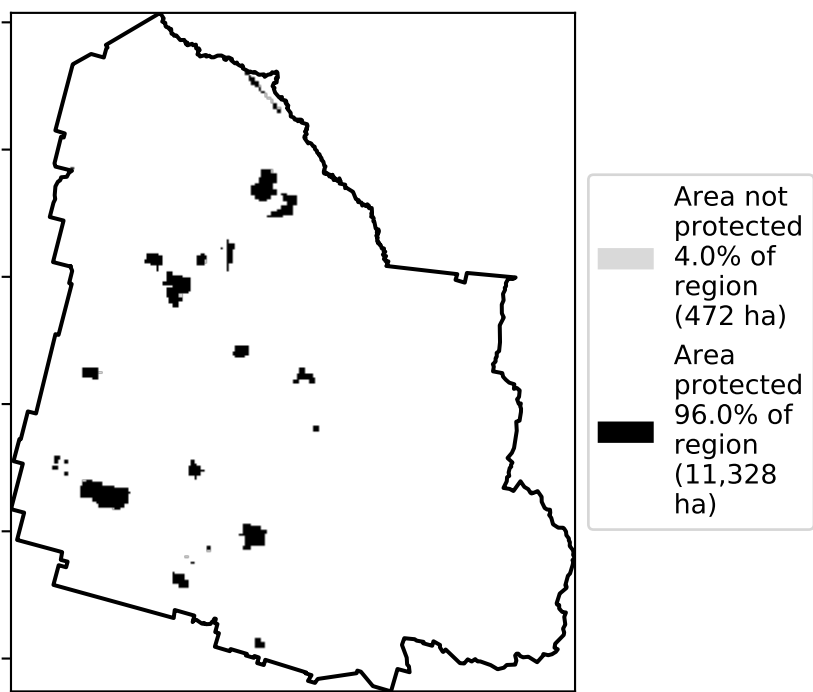 Area not
protected
4.0% of
region
(472 ha)
Area
protected
96.0% of
region
(11,328
ha)